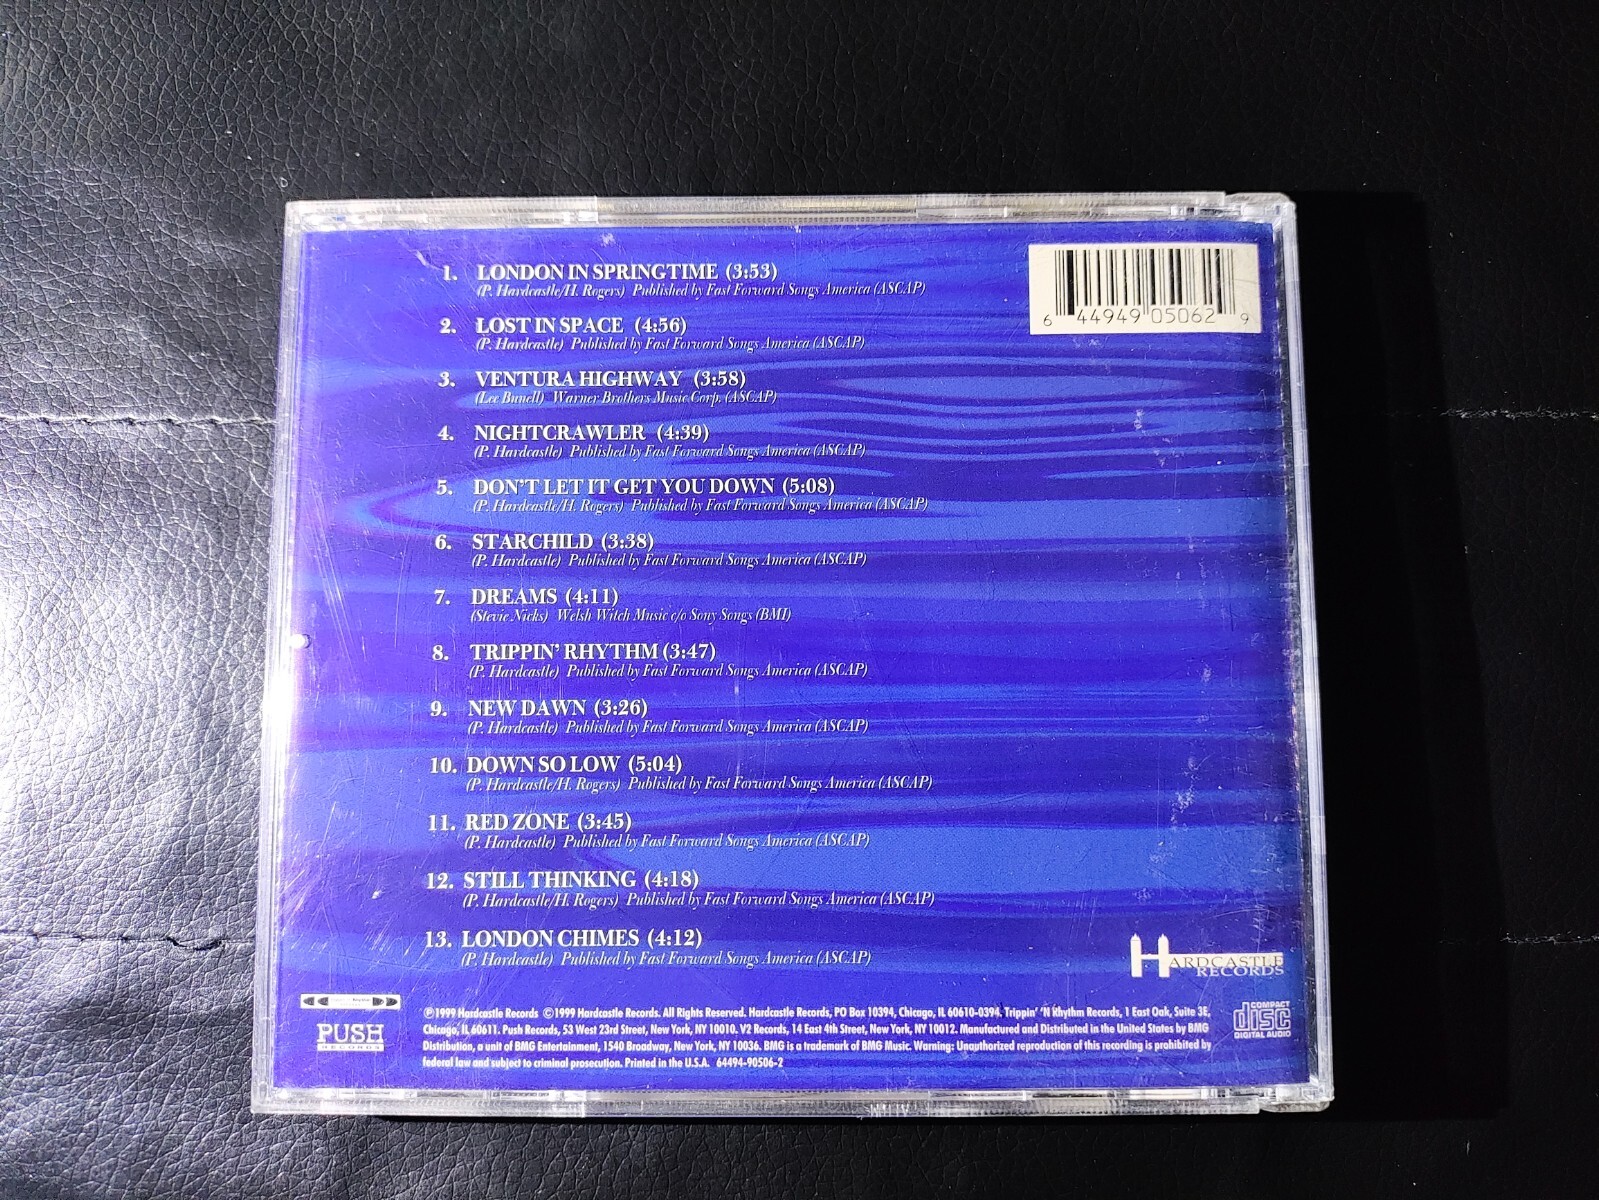 1. LONDON IN SPRINGTIME (3:53)
(P. Hardcastle/H. Rogers) Published by Fast Forward Songs America (ASCAP)
2. LOST IN SPACE (4:56)
(P. Hardcastle) Published by Fast Forward Songs America (ASCAP)
3. VENTURA HIGHWAY (3:58)
(Lee Bunell) Warner Brothers Music Corp. (ASCAP)
4. NIGHTCRAWLER (4:39)
(P. Hardcastle) Published by Fast Forward Songs America (ASCAP)
5. DON'T LET IT GET YOU DOWN (5:08)
(P. Hardcastle/H. Rogers) Published by Fast Forward Songs America (ASCAP)
6. STARCHILD (3:38)
(P. Hardcastle) Published by Fast Forward Songs America (ASCAP)
7. DREAMS (4:11)
(Stevie Nicks) Welsh Witch Music c/o Sony Songs (BMI)
8. TRIPPIN' RHYTHM (3:47)
(P. Hardcastle) Published by Fast Forward Songs America (ASCAP)
9. NEW DAWN (3:26)
(P. Hardcastle) Published by Fast Forward Songs America (ASCAP)
10. DOWN SO LOW (5:04)
(P. Hardcastle/H. Rogers) Published by Fast Forward Songs America (ASCAP)
11. RED ZONE (3:45)
(P. Hardcastle) Published by Fast Forward Songs America (ASCAP)
12. STILL THINKING (4:18)
(P. Hardcastle/H. Rogers) Published by Fast Forward Songs America (ASCAP)
13. LONDON CHIMES (4:12)
(P. Hardcastle) Published by Fast Forward Songs America (ASCAP)
6 44949 05062 9
HARDCASTLE
RECORDS
PUSH
RECORDS
℗1999 Hardcastle Records ©1999 Hardcastle Records. All Rights Reserved. Hardcastle Records, PO Box 10394, Chicago, IL 60610-0394. Trippin' 'N Rhythm Records, 1 East Oak, Suite 3E,
Chicago, IL 60611. Push Records, 53 West 23rd Street, New York, NY 10010. V2 Records, 14 East 4th Street, New York, NY 10012. Manufactured and Distributed in the United States by BMG
Distribution, a unit of BMG Entertainment, 1540 Broadway, New York, NY 10036. BMG is a trademark of BMG Music. Warning: Unauthorized reproduction of this recording is prohibited by
federal law and subject to criminal prosecution. Printed in the U.S.A. 64494-90506-2
COMPACT
disc
DIGITAL AUDIO